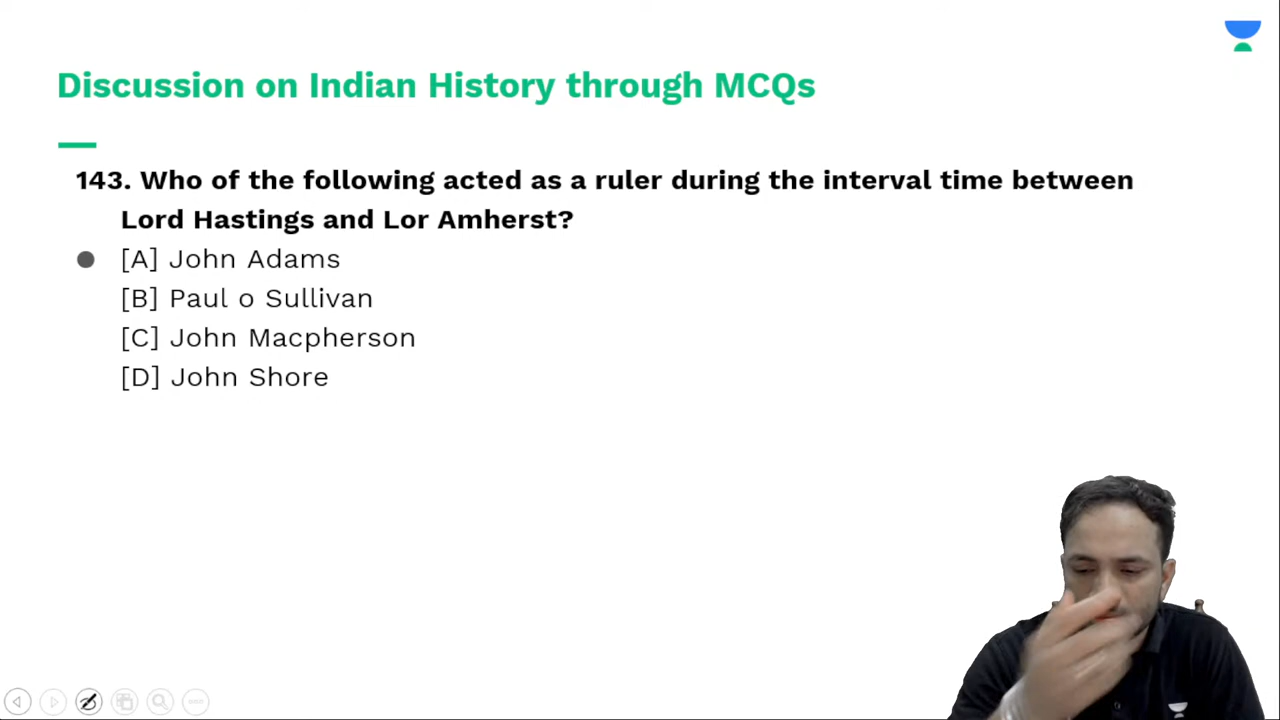 Discussion on Indian History through MCQs
143. Who of the following acted as a ruler during the interval time between
Lord Hastings and Lor Amherst?
[A] John Adams
[B] Paul o Sullivan
[C] John Macpherson
[D] John Shore